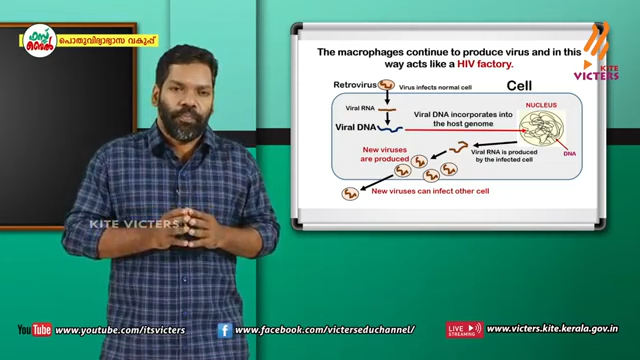 ഫസ്റ്റ് ബെൽ
പൊതുവിദ്യാഭ്യാസ വകുപ്പ്
KITE
VICTERS
The macrophages continue to produce virus and in this
way acts like a HIV factory.
Retrovirus
Virus infects normal cell
Cell
Viral RNA
NUCLEUS
Viral DNA
Viral DNA incorporates into
the host genome
New viruses
are produced
Viral RNA is produced
by the infected cell
DNA
New viruses can infect other cell
KITE VICTERS
YouTube www.youtube.com/itsvicters
f www.facebook.com/victerseduchannel/
LIVE STREAMING www.victers.kite.kerala.gov.in